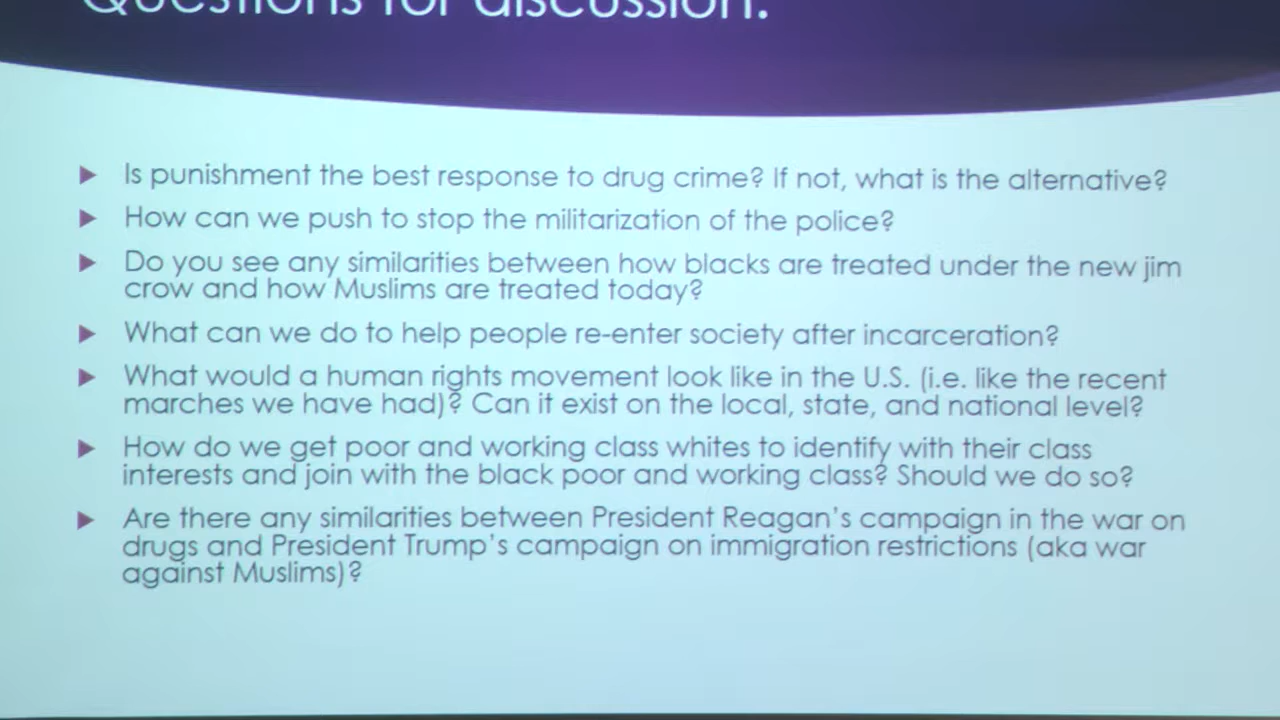 Questions for discussion:
Is punishment the best response to drug crime? If not, what is the alternative?
How can we push to stop the militarization of the police?
Do you see any similarities between how blacks are treated under the new jim
crow and how Muslims are treated today?
What can we do to help people re-enter society after incarceration?
What would a human rights movement look like in the U.S. (i.e. like the recent
marches we have had)? Can it exist on the local, state, and national level?
How do we get poor and working class whites to identify with their class
interests and join with the black poor and working class? Should we do so?
Are there any similarities between President Reagan's campaign in the war on
drugs and President Trump's campaign on immigration restrictions (aka war
against Muslims)?